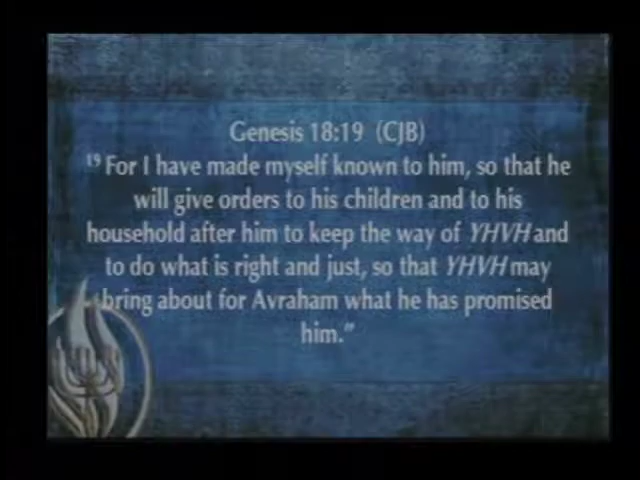 Genesis 18:19 (CJB)
19 For I have made myself known to him, so that he
will give orders to his children and to his
household after him to keep the way of YHVH and
to do what is right and just, so that YHVH may
bring about for Avraham what he has promised
him.”